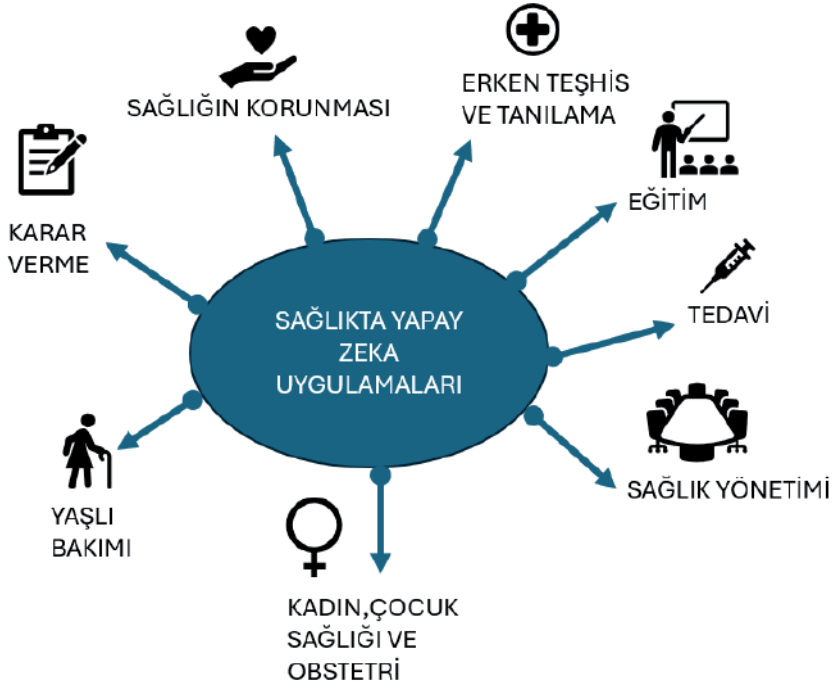 SAĞLIĞIN KORUNMASI
ERKEN TEŞHİS
VE TANILAMA
EĞİTİM
KARAR
VERME
TEDAVİ
SAĞLIKTA YAPAY
ZEKA
UYGULAMALARI
SAĞLIK YÖNETİMİ
YAŞLI
BAKIMI
KADIN,ÇOCUK
SAĞLIĞI VE
OBSTETRİ